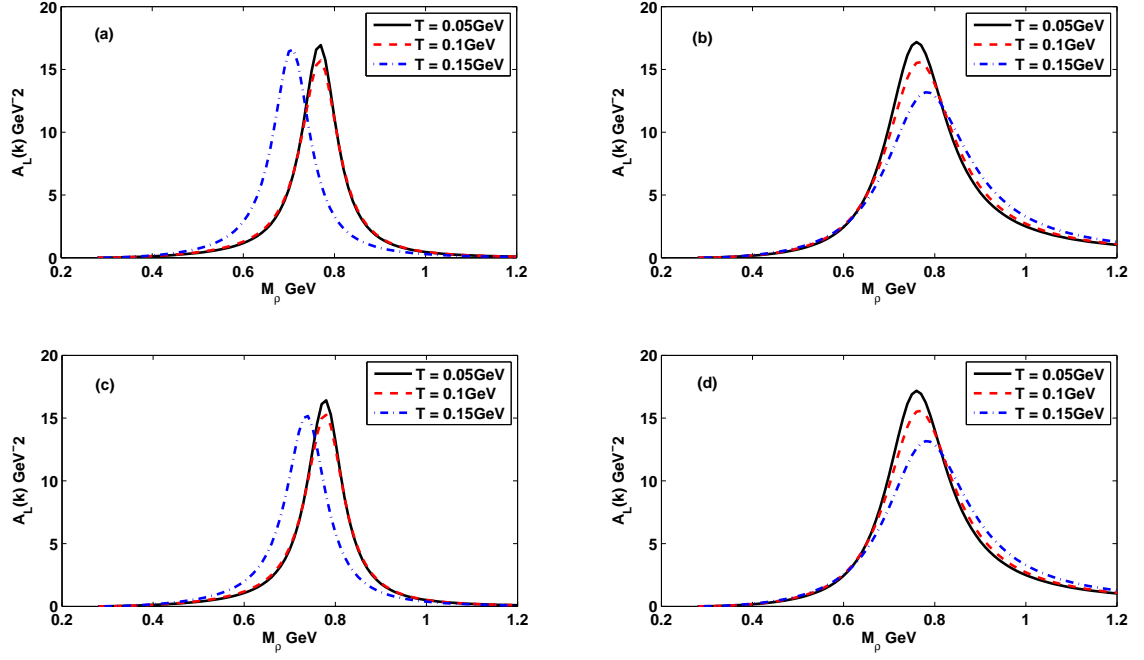 (a)
T = 0.05GeV
T = 0.1GeV
T = 0.15GeV
20
15
10
5
0
A_L(k) GeV^-2
0.2 0.4 0.6 0.8 1 1.2
M_ρ GeV
(b)
T = 0.05GeV
T = 0.1GeV
T = 0.15GeV
20
15
10
5
0
A_L(k) GeV^-2
0.2 0.4 0.6 0.8 1 1.2
M_ρ GeV
(c)
T = 0.05GeV
T = 0.1GeV
T = 0.15GeV
20
15
10
5
0
A_L(k) GeV^-2
0.2 0.4 0.6 0.8 1 1.2
M_ρ GeV
(d)
T = 0.05GeV
T = 0.1GeV
T = 0.15GeV
20
15
10
5
0
A_L(k) GeV^-2
0.2 0.4 0.6 0.8 1 1.2
M_ρ GeV